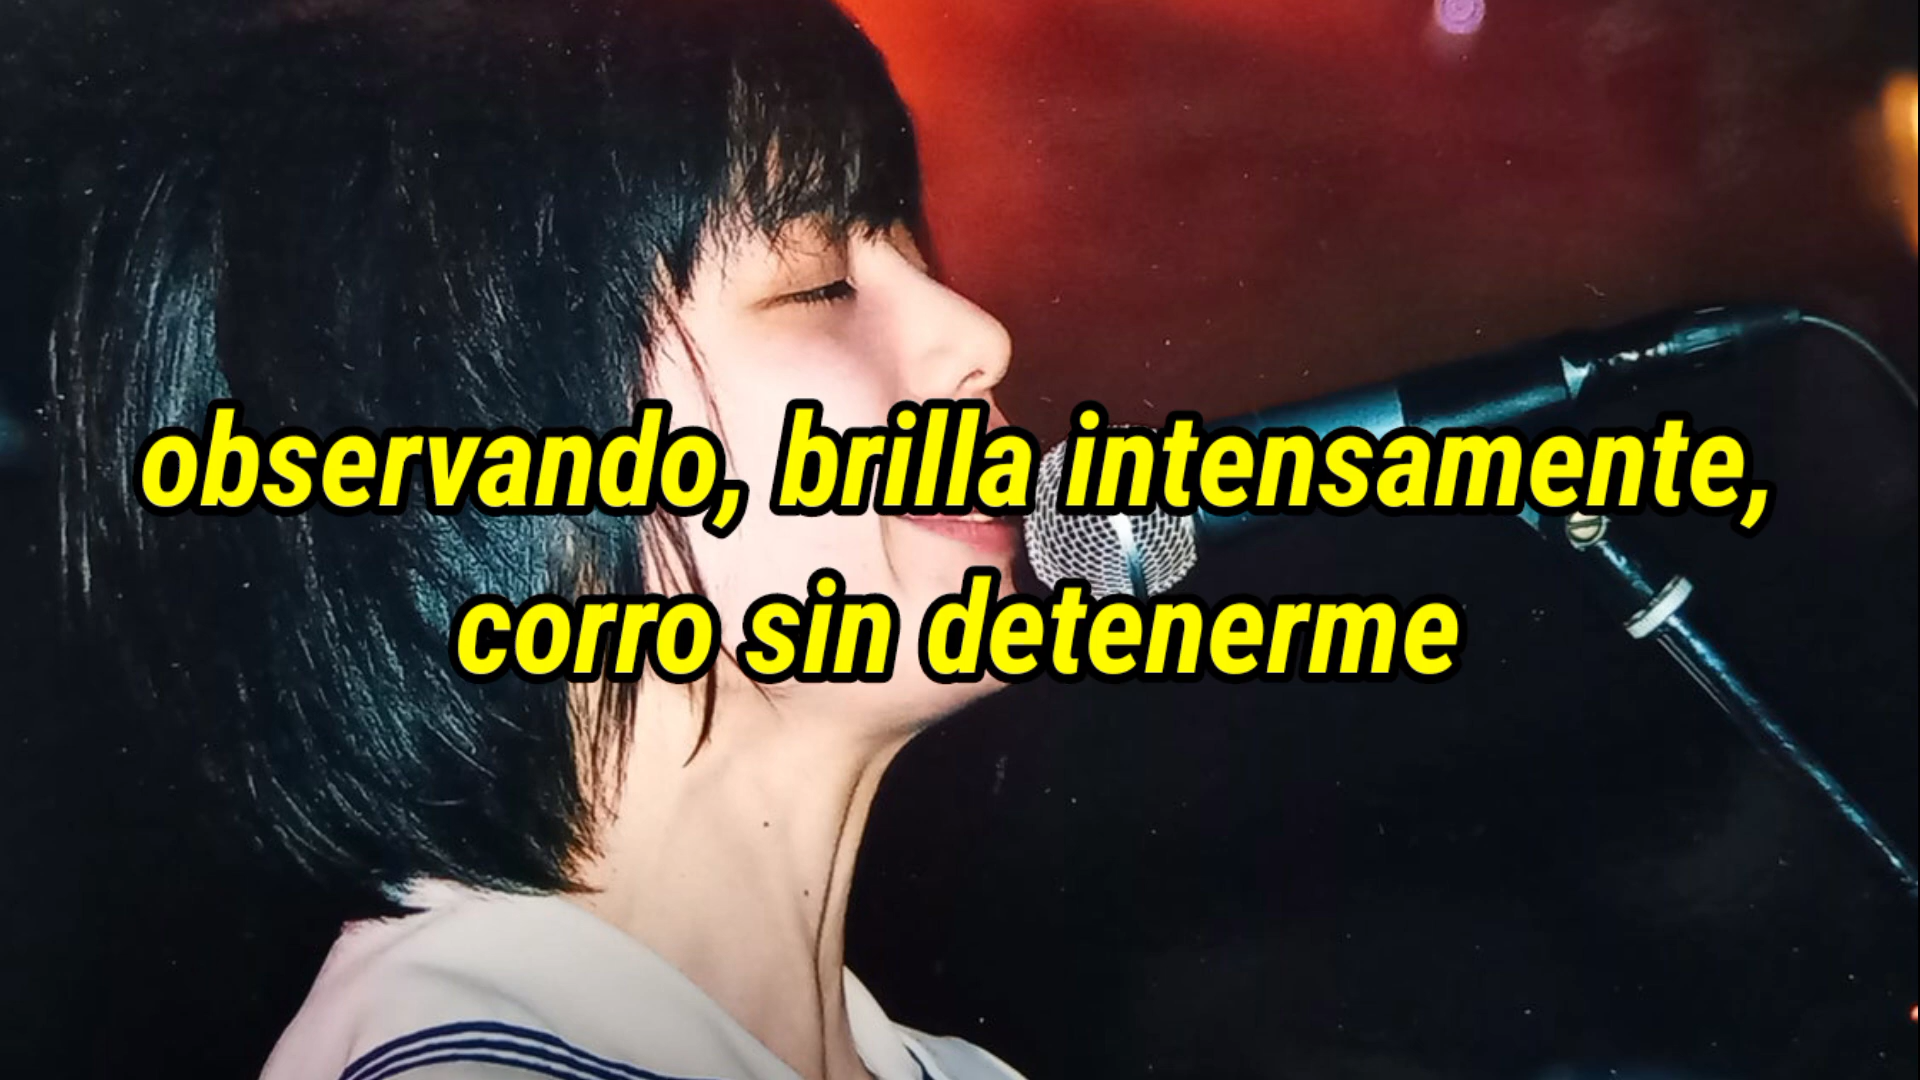 observando, brilla intensamente,
corro sin detenerme